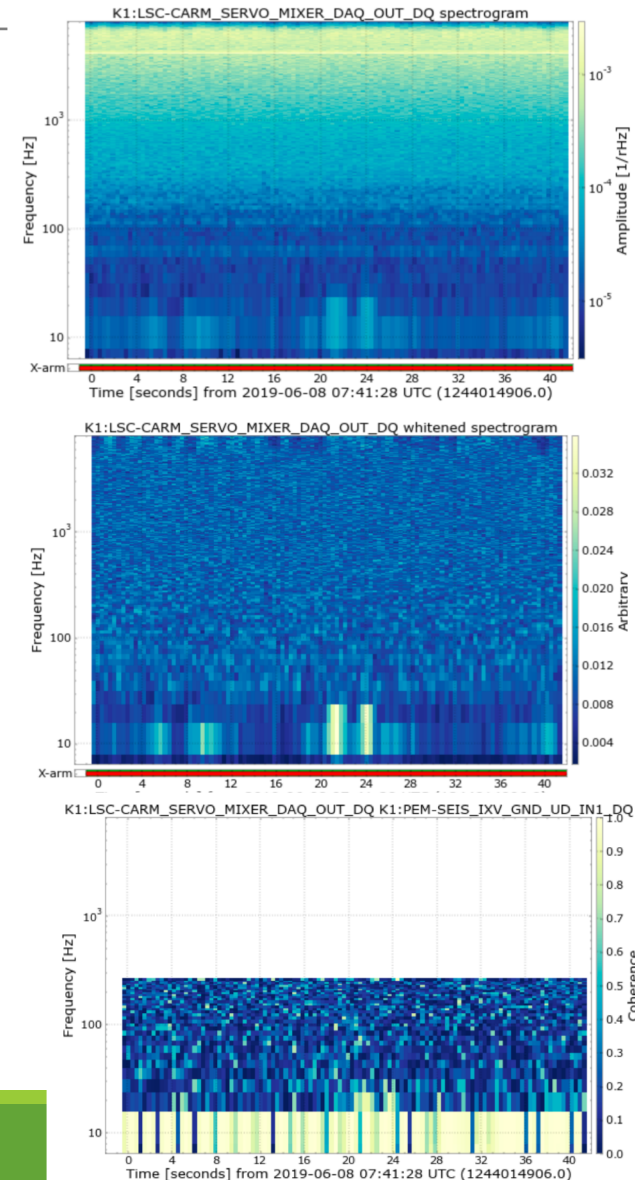 K1:LSC-CARM_SERVO_MIXER_DAQ_OUT_DQ spectrogram
10³
100
10
Frequency [Hz]
10⁻³
10⁻⁴
10⁻⁵
Amplitude [1/rHz]
X-arm
0 4 8 12 16 20 24 28 32 36 40
Time [seconds] from 2019-06-08 07:41:28 UTC (1244014906.0)
K1:LSC-CARM_SERVO_MIXER_DAQ_OUT_DQ whitened spectrogram
10³
100
10
Frequency [Hz]
0.032
0.028
0.024
0.020
0.016
0.012
0.008
0.004
Arbitrary
X-arm
0 4 8 12 16 20 24 28 32 36 40
K1:LSC-CARM_SERVO_MIXER_DAQ_OUT_DQ K1:PEM-SEIS_IXV_GND_UD_IN1_DQ
10³
100
10
Frequency [Hz]
1.0
0.9
0.8
0.7
0.6
0.5
0.4
0.3
0.2
0.1
0.0
Coherence
0 4 8 12 16 20 24 28 32 36 40
Time [seconds] from 2019-06-08 07:41:28 UTC (1244014906.0)